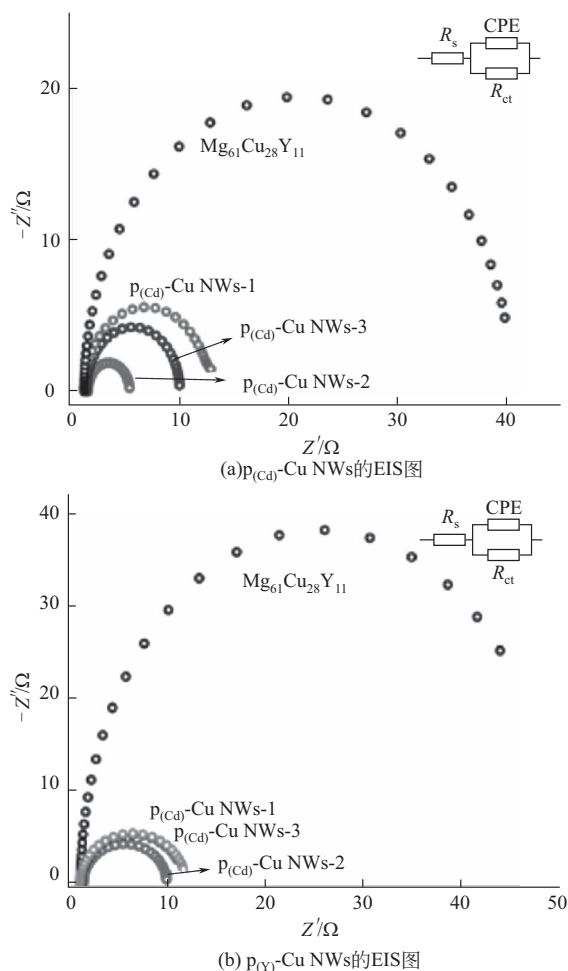 R_s
CPE
R_ct
20
Mg₆₁Cu₂₈Y₁₁
−Z″/Ω
10
p(Cd)-Cu NWs-1
p(Cd)-Cu NWs-3
p(Cd)-Cu NWs-2
0
0 10 20 30 40
Z′/Ω
(a)p(Cd)-Cu NWs的EIS图
40
R_s
CPE
R_ct
30
Mg₆₁Cu₂₈Y₁₁
−Z″/Ω
20
10
p(Cd)-Cu NWs-1
p(Cd)-Cu NWs-3
p(Cd)-Cu NWs-2
0
0 10 20 30 40 50
Z′/Ω
(b) p(Y)-Cu NWs的EIS图